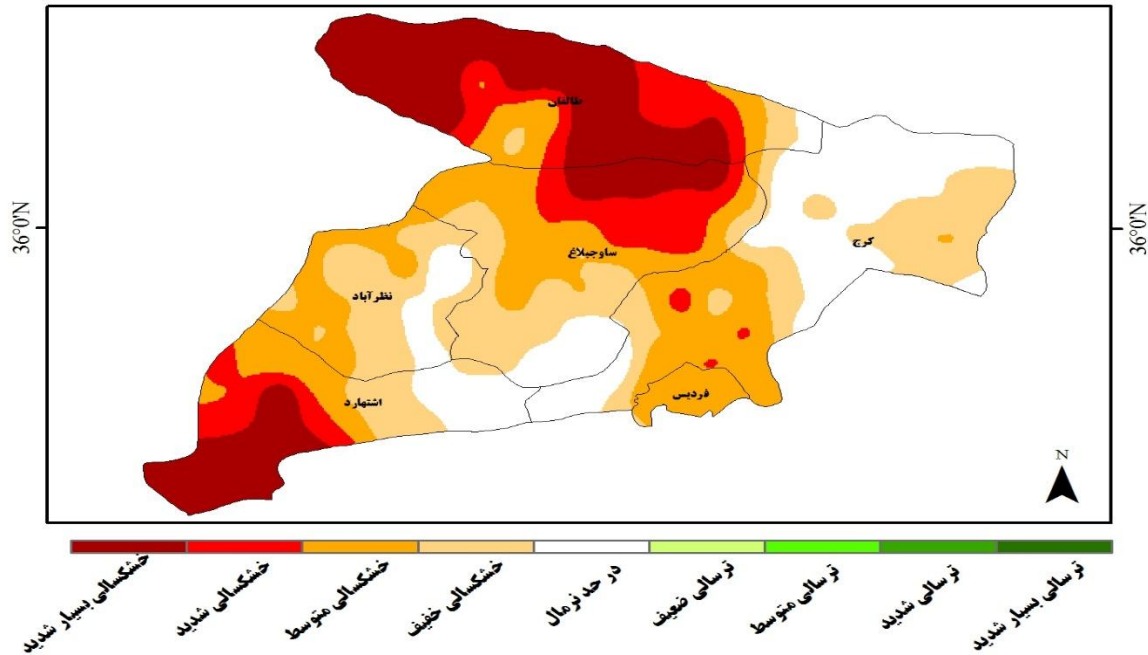 طالقان
36°0'N
36°0'N
کرج
ساوجبلاغ
نظرآباد
فردیس
اشتهارد
N
خشکسالی بسیار شدید
خشکسالی شدید
خشکسالی متوسط
خشکسالی خفیف
در حد نرمال
ترسالی ضعیف
ترسالی متوسط
ترسالی شدید
ترسالی بسیار شدید